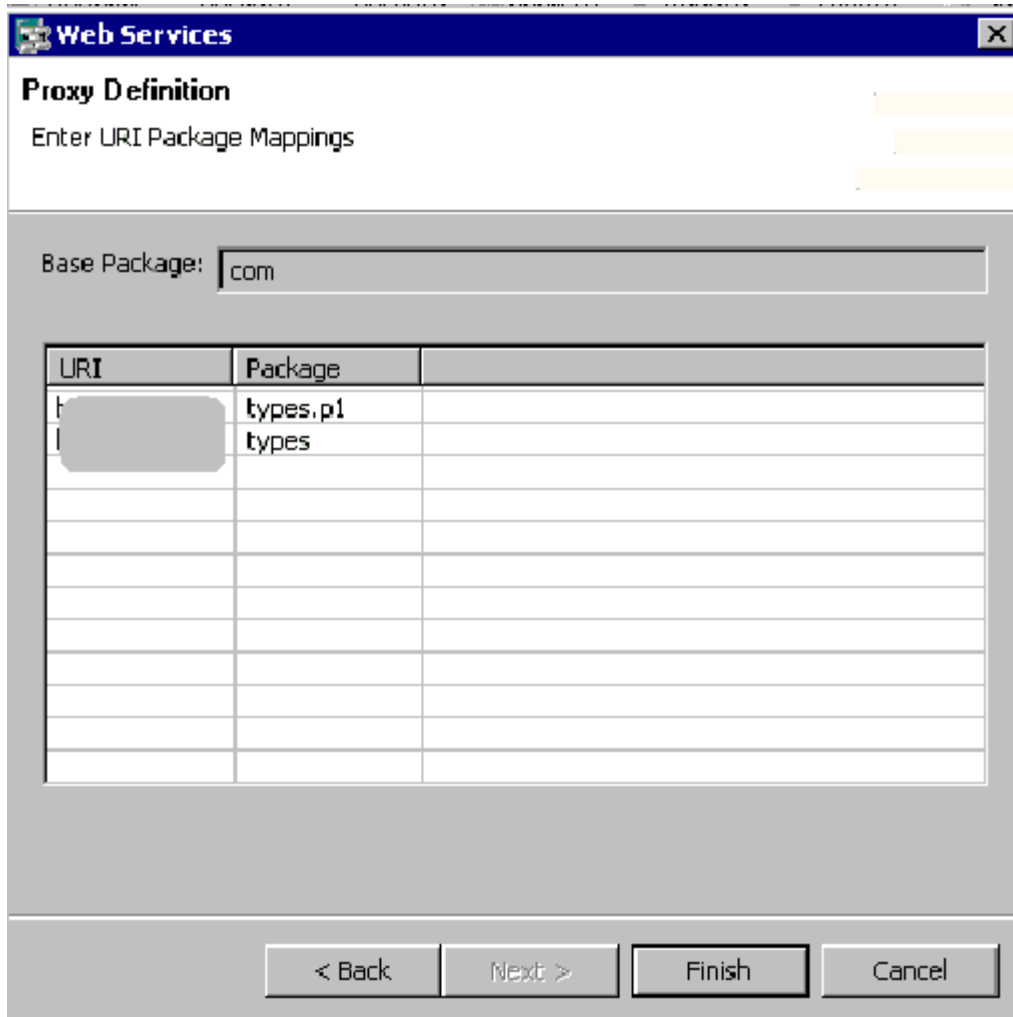 Web Services
Proxy Definition
Enter URI Package Mappings
Base Package: com
URI Package
types.p1
types
< Back Next > Finish Cancel